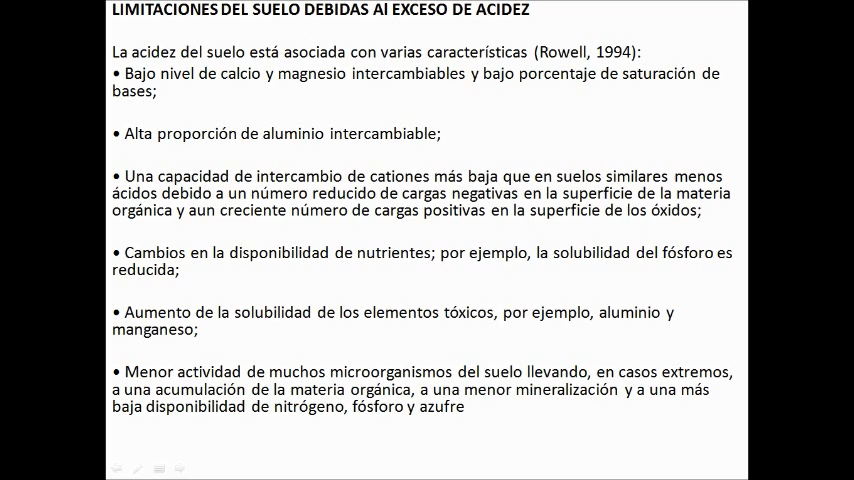 LIMITACIONES DEL SUELO DEBIDAS Al EXCESO DE ACIDEZ
La acidez del suelo está asociada con varias características (Rowell, 1994):
• Bajo nivel de calcio y magnesio intercambiables y bajo porcentaje de saturación de
bases;
• Alta proporción de aluminio intercambiable;
• Una capacidad de intercambio de cationes más baja que en suelos similares menos
ácidos debido a un número reducido de cargas negativas en la superficie de la materia
orgánica y aun creciente número de cargas positivas en la superficie de los óxidos;
• Cambios en la disponibilidad de nutrientes; por ejemplo, la solubilidad del fósforo es
reducida;
• Aumento de la solubilidad de los elementos tóxicos, por ejemplo, aluminio y
manganeso;
• Menor actividad de muchos microorganismos del suelo llevando, en casos extremos,
a una acumulación de la materia orgánica, a una menor mineralización y a una más
baja disponibilidad de nitrógeno, fósforo y azufre